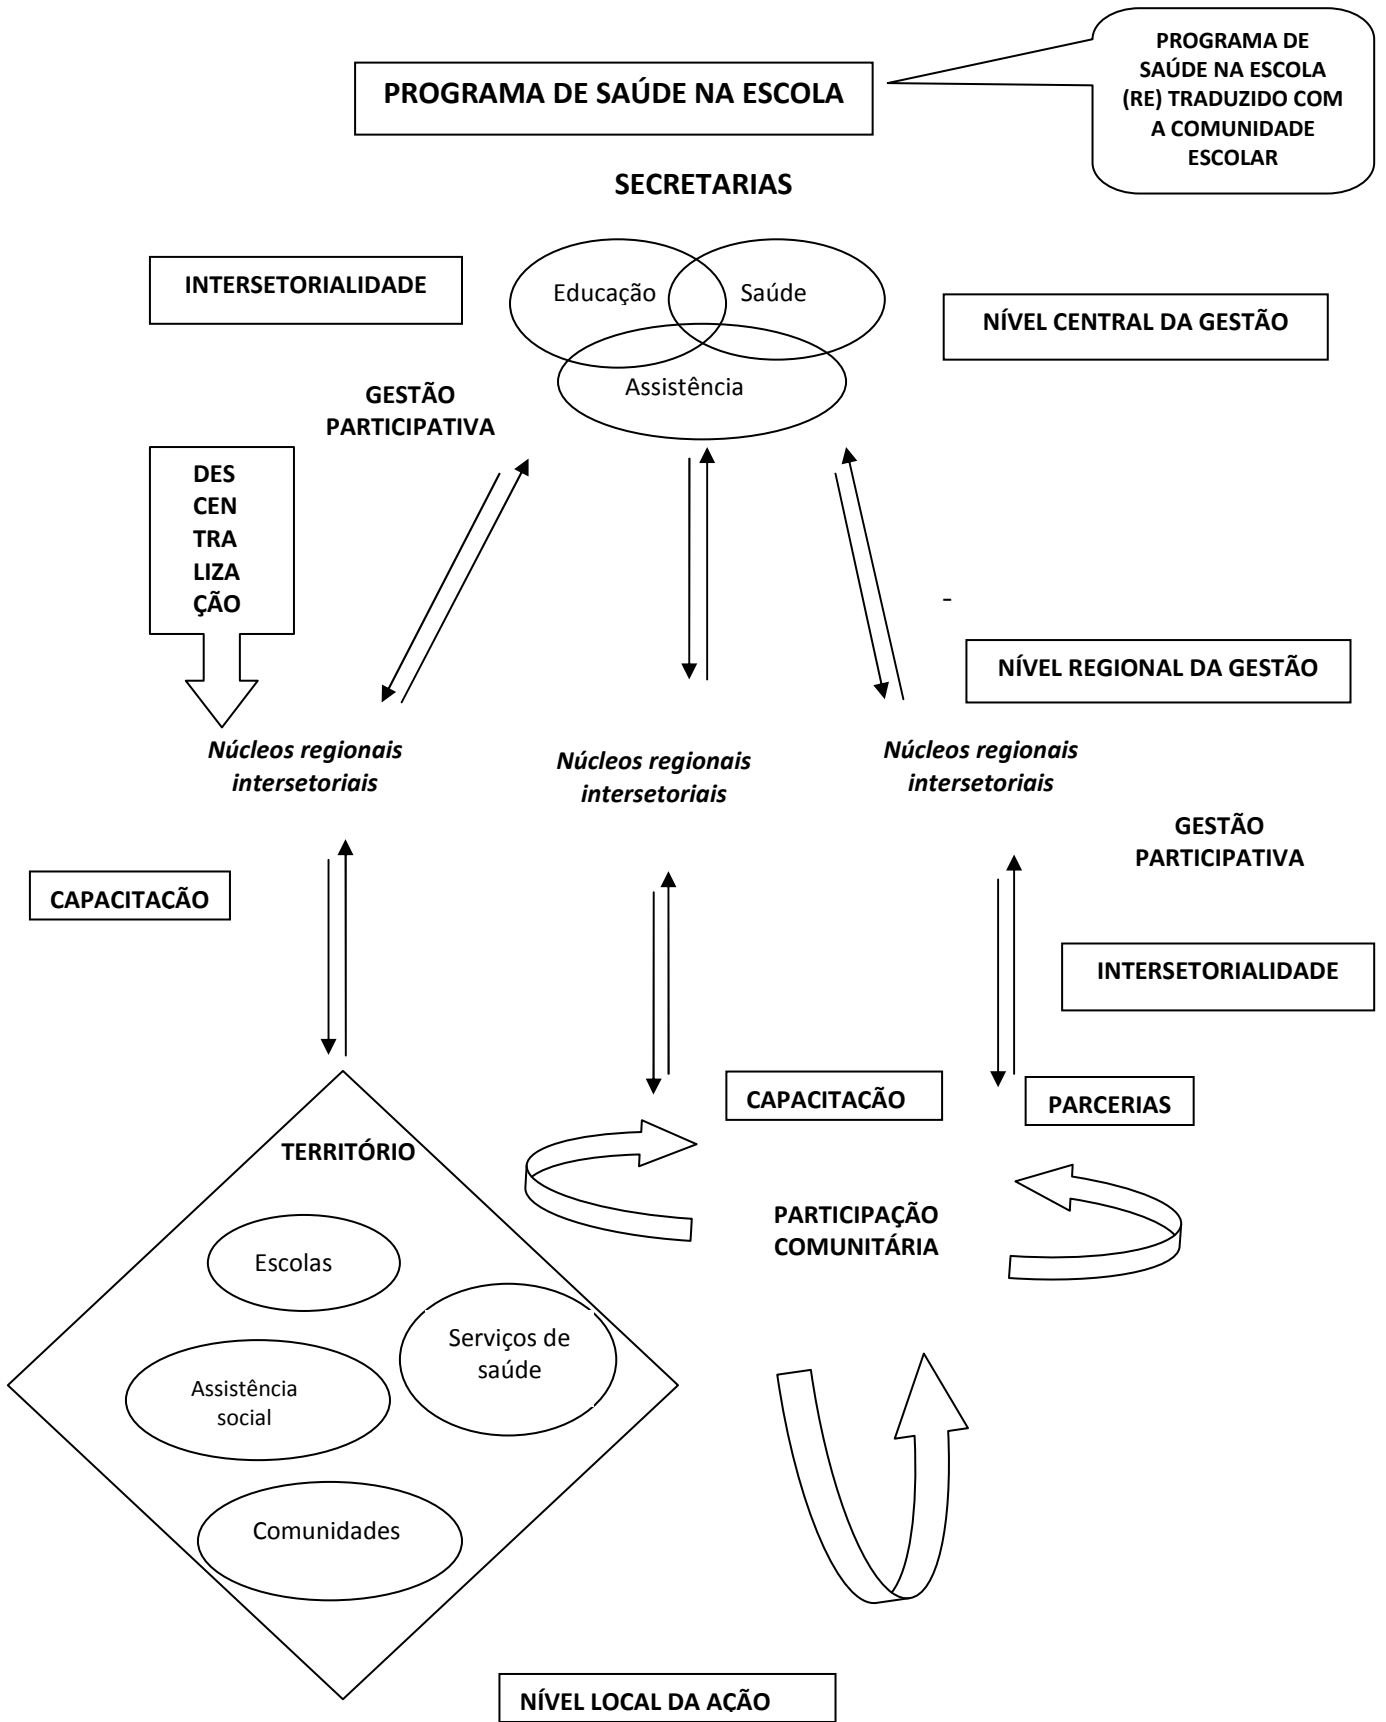 PROGRAMA DE
SAÚDE NA ESCOLA
(RE) TRADUZIDO COM
A COMUNIDADE
ESCOLAR
PROGRAMA DE SAÚDE NA ESCOLA
SECRETARIAS
INTERSETORIALIDADE
Educação
Saúde
NÍVEL CENTRAL DA GESTÃO
Assistência
GESTÃO
PARTICIPATIVA
DES
CEN
TRA
LIZA
ÇÃO
-
NÍVEL REGIONAL DA GESTÃO
Núcleos regionais
intersetoriais
Núcleos regionais
intersetoriais
Núcleos regionais
intersetoriais
GESTÃO
PARTICIPATIVA
CAPACITACÃO
INTERSETORIALIDADE
CAPACITACÃO
PARCERIAS
TERRITÓRIO
PARTICIPAÇÃO
COMUNITÁRIA
Escolas
Serviços de
saúde
Assistência
social
Comunidades
NÍVEL LOCAL DA AÇÃO